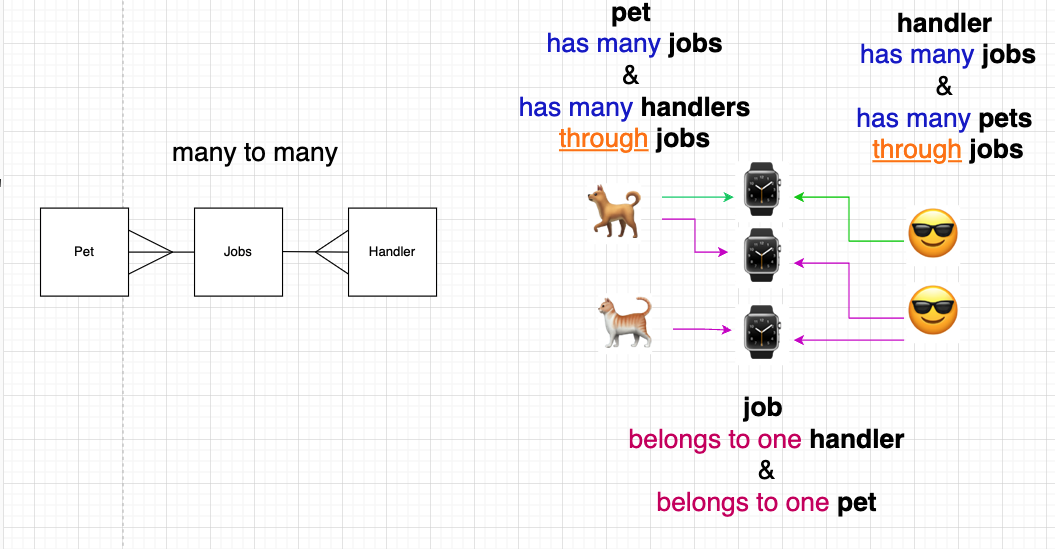 many to many
Pet
Jobs
Handler
pet
has many jobs
&
has many handlers
through jobs
handler
has many jobs
&
has many pets
through jobs
job
belongs to one handler
&
belongs to one pet